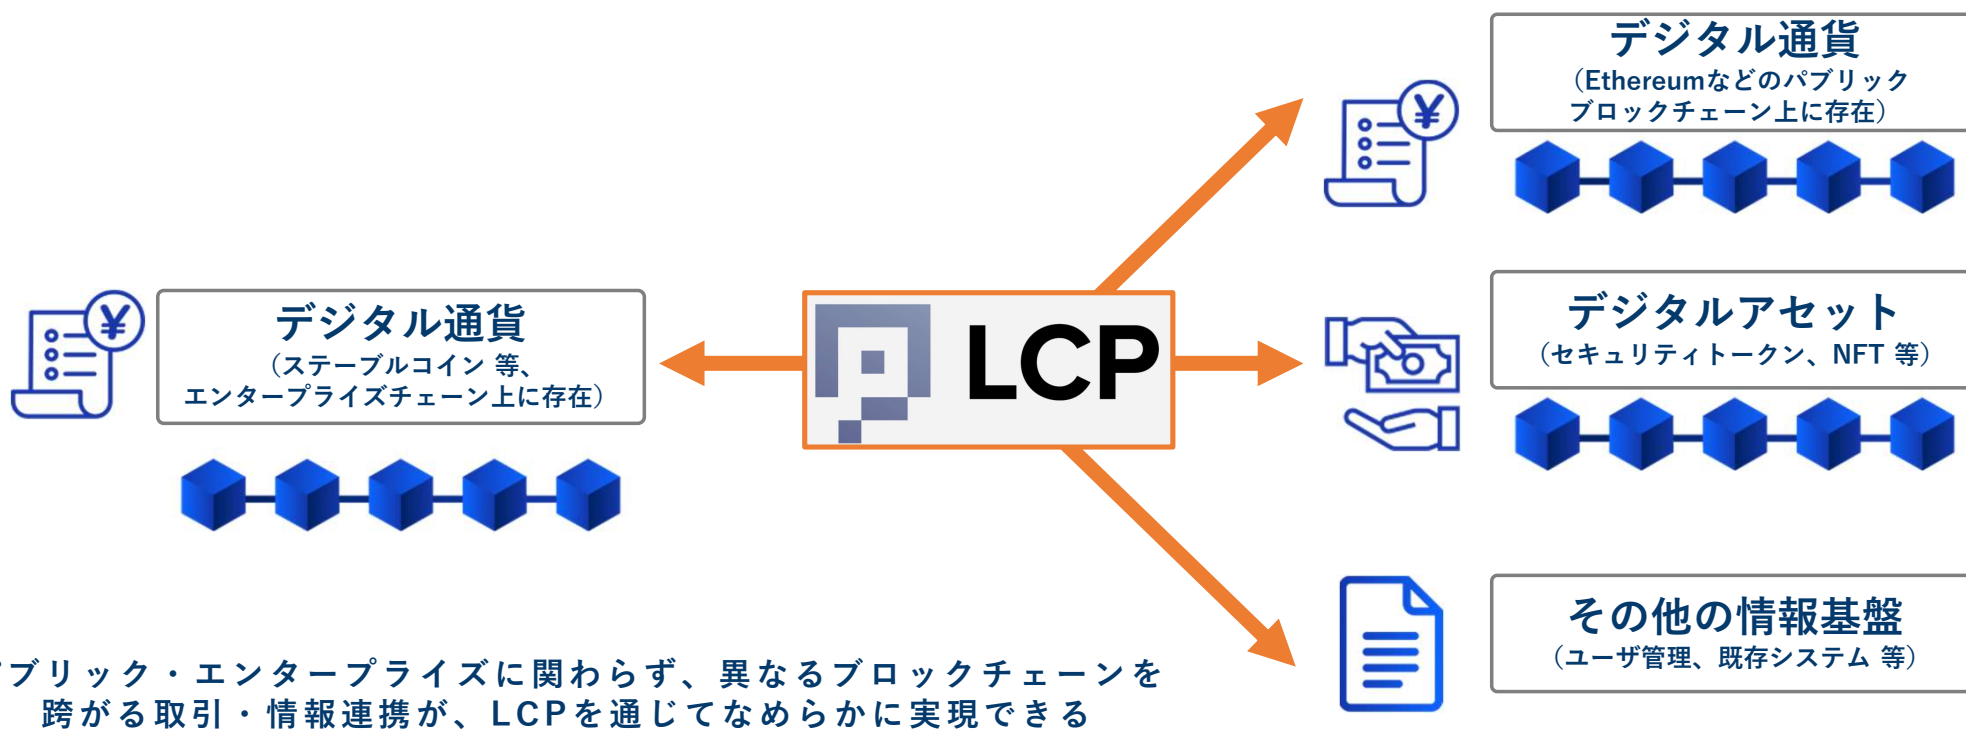 デジタル通貨
（Ethereumなどのパブリック
ブロックチェーン上に存在）
¥
デジタル通貨
（ステーブルコイン 等、
エンタープライズチェーン上に存在）
¥
LCP
デジタルアセット
（セキュリティトークン、NFT 等）
その他の情報基盤
（ユーザ管理、既存システム 等）
ブリック・エンタープライズに関わらず、異なるブロックチェーンを
跨がる取引・情報連携が、LCPを通じてなめらかに実現できる